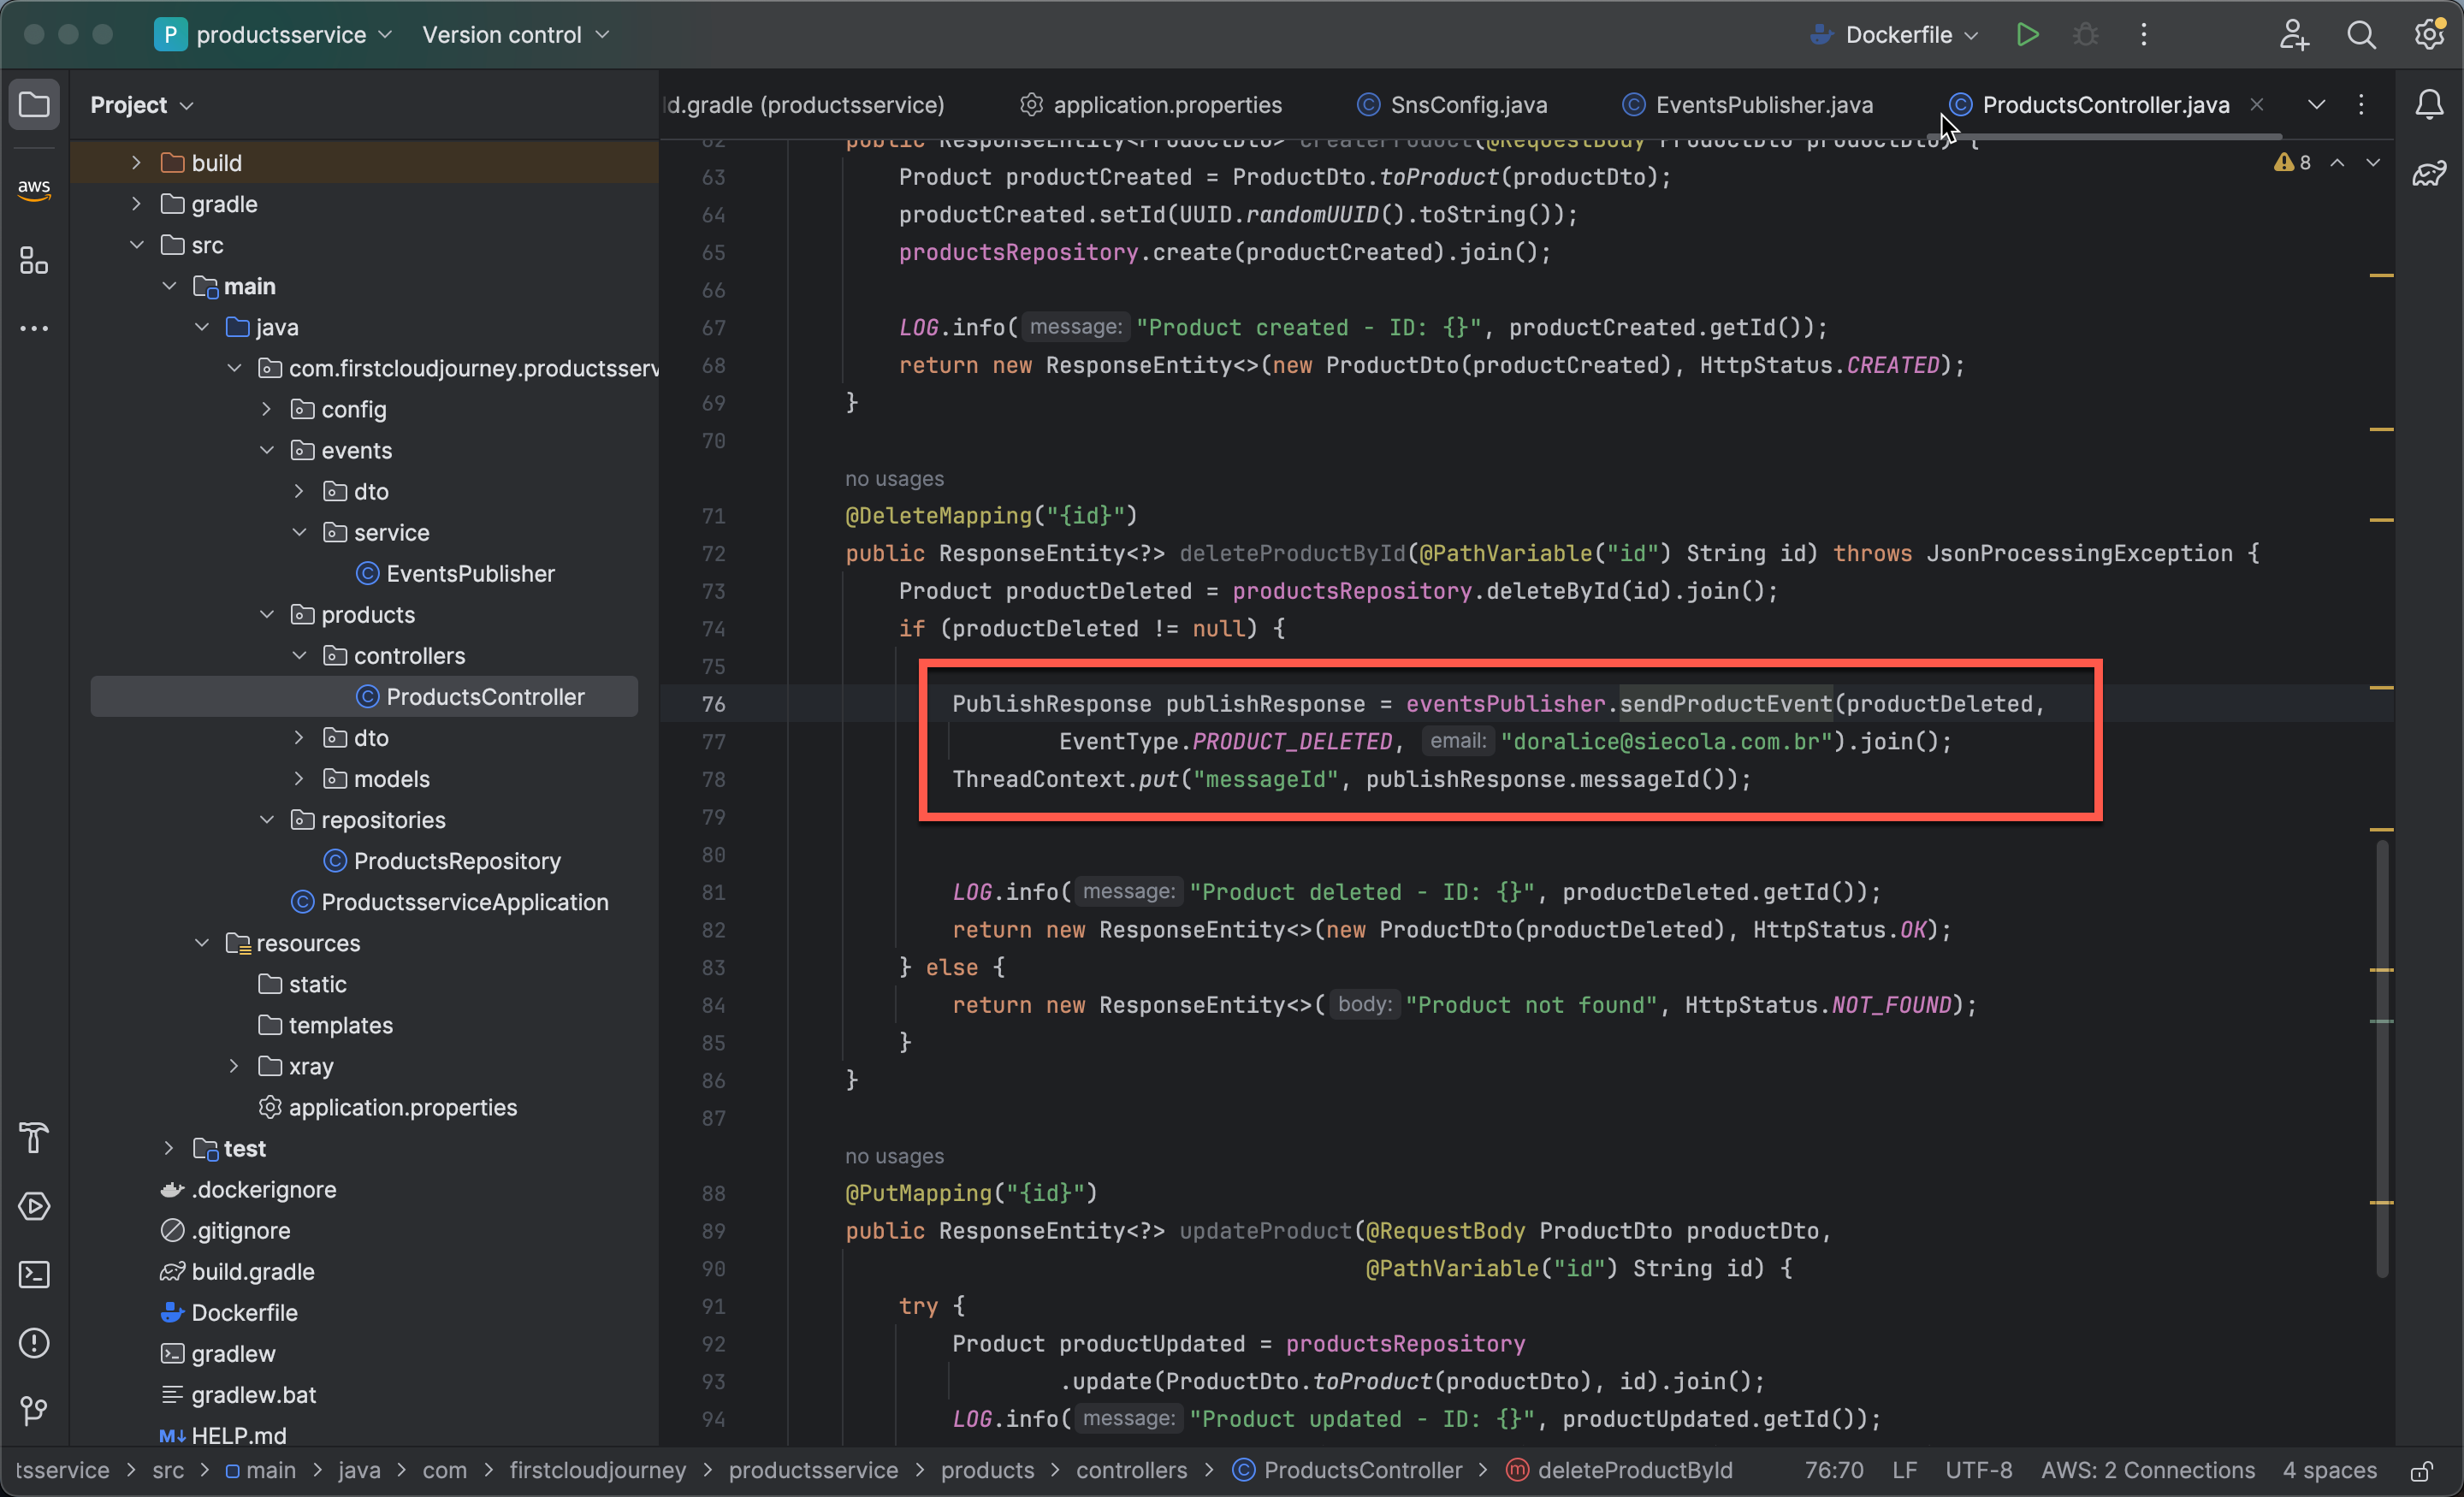 P productsservice Version control Dockerfile
Project
d.gradle (productsservice) application.properties SnsConfig.java EventsPublisher.java ProductsController.java
aws
build
gradle
src
main
java
com.firstcloudjourney.productsserv
config
events
dto
service
EventsPublisher
products
controllers
ProductsController
dto
models
repositories
ProductsRepository
ProductsserviceApplication
resources
static
templates
xray
application.properties
test
.dockerignore
.gitignore
build.gradle
Dockerfile
gradlew
gradlew.bat
M↓ HELP.md
8
62 public ResponseEntity<ProductDto> createProduct(@RequestBody ProductDto productDto) {
63 Product productCreated = ProductDto.toProduct(productDto);
64 productCreated.setId(UUID.randomUUID().toString());
65 productsRepository.create(productCreated).join();
66
67 LOG.info( message: "Product created - ID: {}", productCreated.getId());
68 return new ResponseEntity<>(new ProductDto(productCreated), HttpStatus.CREATED);
69 }
70
no usages
71 @DeleteMapping("{id}")
72 public ResponseEntity<?> deleteProductById(@PathVariable("id") String id) throws JsonProcessingException {
73 Product productDeleted = productsRepository.deleteById(id).join();
74 if (productDeleted != null) {
75
76 PublishResponse publishResponse = eventsPublisher.sendProductEvent(productDeleted,
77 EventType.PRODUCT_DELETED, email: "doralice@siecola.com.br").join();
78 ThreadContext.put("messageId", publishResponse.messageId());
79
80
81 LOG.info( message: "Product deleted - ID: {}", productDeleted.getId());
82 return new ResponseEntity<>(new ProductDto(productDeleted), HttpStatus.OK);
83 } else {
84 return new ResponseEntity<>( body: "Product not found", HttpStatus.NOT_FOUND);
85 }
86 }
87
no usages
88 @PutMapping("{id}")
89 public ResponseEntity<?> updateProduct(@RequestBody ProductDto productDto,
90 @PathVariable("id") String id) {
91 try {
92 Product productUpdated = productsRepository
93 .update(ProductDto.toProduct(productDto), id).join();
94 LOG.info( message: "Product updated - ID: {}", productUpdated.getId());
tsservice > src > main > java > com > firstcloudjourney > productsservice > products > controllers > ProductsController > deleteProductById 76:70 LF UTF-8 AWS: 2 Connections 4 spaces